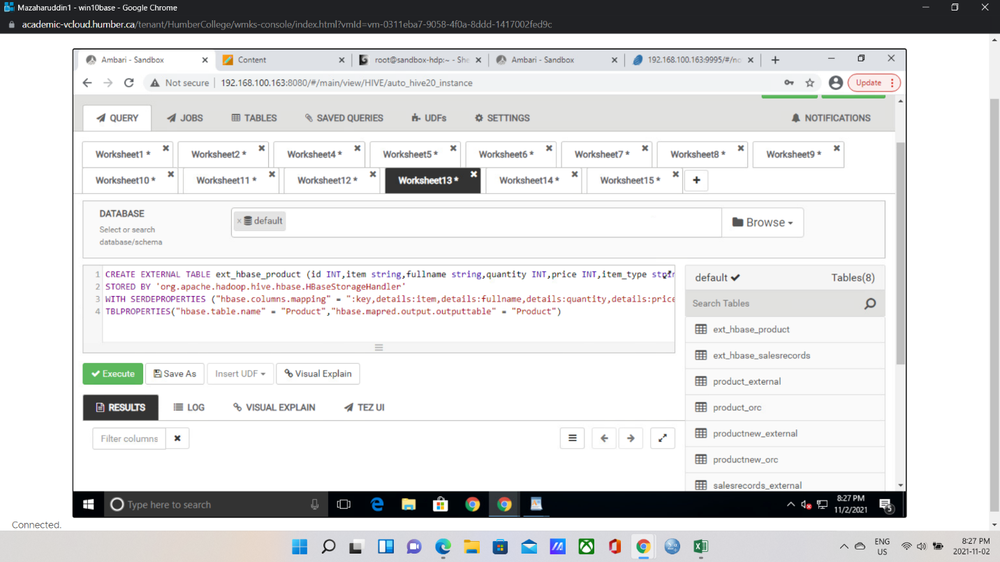 Mazaharuddin1 - win10base - Google Chrome
academic-vcloud.humber.ca/tenant/HumberCollege/wmks-console/index.html?vmId=vm-0311eba7-9058-4f0a-8ddd-1417002fed9c
Ambari - Sandbox
Content
root@sandbox-hdp:~ - She
Ambari - Sandbox
192.168.100.163:9995/#/no
Not secure
192.168.100.163:8080/#/main/view/HIVE/auto_hive20_instance
Update
QUERY
JOBS
TABLES
SAVED QUERIES
UDFs
SETTINGS
NOTIFICATIONS
Worksheet1 *
Worksheet2 *
Worksheet4 *
Worksheet5 *
Worksheet6 *
Worksheet7 *
Worksheet8 *
Worksheet9 *
Worksheet10 *
Worksheet11 *
Worksheet12 *
Worksheet13 *
Worksheet14 *
Worksheet15 *
DATABASE
Select or search
database/schema
× default
Browse
1 CREATE EXTERNAL TABLE ext_hbase_product (id INT,item string,fullname string,quantity INT,price INT,item_type
2 STORED BY 'org.apache.hadoop.hive.hbase.HBaseStorageHandler'
3 WITH SERDEPROPERTIES ("hbase.columns.mapping" = ":key,details:item,details:fullname,details:quantity,details:price
4 TBLPROPERTIES("hbase.table.name" = "Product","hbase.mapred.output.outputtable" = "Product")
default
Tables(8)
Search Tables
ext_hbase_product
ext_hbase_salesrecords
product_external
product_orc
productnew_external
productnew_orc
salesrecords_external
Execute
Save As
Insert UDF
Visual Explain
RESULTS
LOG
VISUAL EXPLAIN
TEZ UI
Filter columns
Type here to search
8:27 PM
11/2/2021
5
Connected.
ENG
US
8:27 PM
2021-11-02